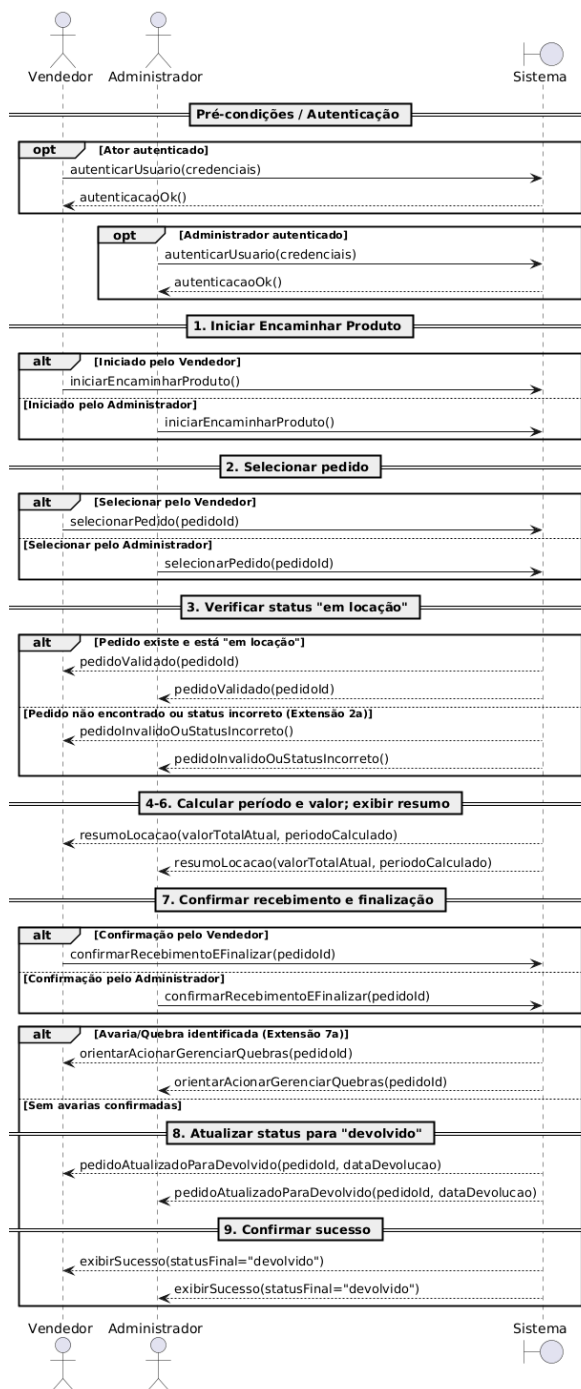 Vendedor Administrador Sistema
Pré-condições / Autenticação
opt [Ator autenticado]
autenticarUsuario(credenciais)
autenticacaoOk()
opt [Administrador autenticado]
autenticarUsuario(credenciais)
autenticacaoOk()
1. Iniciar Encaminhar Produto
alt [Iniciado pelo Vendedor]
iniciarEncaminharProduto()
[Iniciado pelo Administrador]
iniciarEncaminharProduto()
2. Selecionar pedido
alt [Selecionar pelo Vendedor]
selecionarPedido(pedidoId)
[Selecionar pelo Administrador]
selecionarPedido(pedidoId)
3. Verificar status "em locação"
alt [Pedido existe e está "em locação"]
pedidoValidado(pedidoId)
pedidoValidado(pedidoId)
[Pedido não encontrado ou status incorreto (Extensão 2a)]
pedidoInvalidoOuStatusIncorreto()
pedidoInvalidoOuStatusIncorreto()
4-6. Calcular período e valor; exibir resumo
resumoLocacao(valorTotalAtual, periodoCalculado)
resumoLocacao(valorTotalAtual, periodoCalculado)
7. Confirmar recebimento e finalização
alt [Confirmação pelo Vendedor]
confirmarRecebimentoEFinalizar(pedidoId)
[Confirmação pelo Administrador]
confirmarRecebimentoEFinalizar(pedidoId)
alt [Avaria/Quebra identificada (Extensão 7a)]
orientarAcionarGerenciarQuebras(pedidoId)
orientarAcionarGerenciarQuebras(pedidoId)
[Sem avarias confirmadas]
8. Atualizar status para "devolvido"
pedidoAtualizadoParaDevolvido(pedidoId, dataDevolucao)
pedidoAtualizadoParaDevolvido(pedidoId, dataDevolucao)
9. Confirmar sucesso
exibirSucesso(statusFinal="devolvido")
exibirSucesso(statusFinal="devolvido")
Vendedor Administrador Sistema